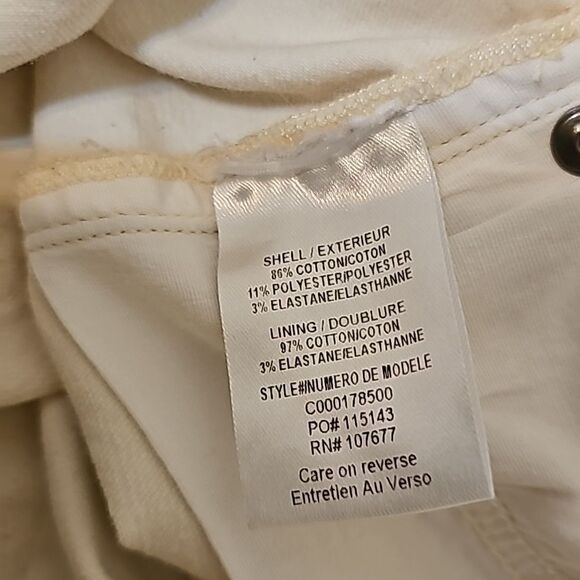 SHELL / EXTERIEUR
86% COTTON/COTON
11% POLYESTER/POLYESTER
3% ELASTANE/ELASTHANNE
LINING / DOUBLURE
97% COTTON/COTON
3% ELASTANE/ELASTHANNE
STYLE#/NUMERO DE MODELE
C000178500
PO# 115143
RN# 107677
Care on reverse
Entretien Au Verso